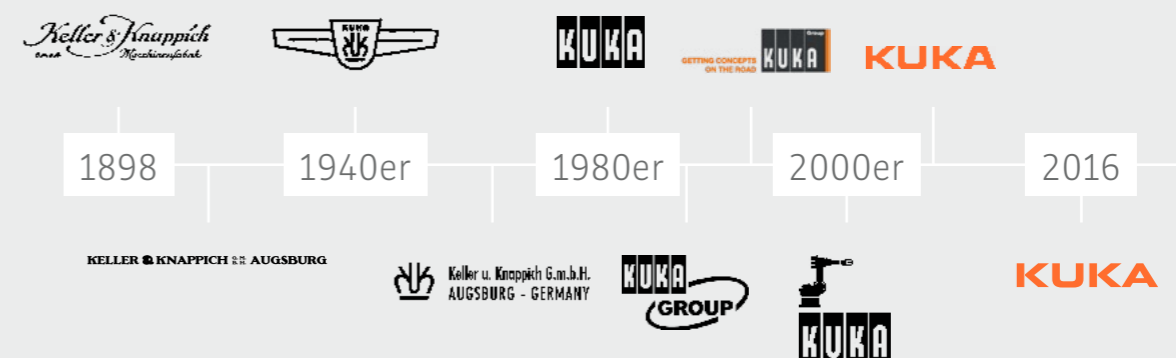 Keller & Knappich
G.m.b.H. Maschinenfabrik
KUKA
KUKA
Group
GETTING CONCEPTS
ON THE ROAD
KUKA
KUKA
1898
1940er
1980er
2000er
2016
KELLER & KNAPPICH AUGSBURG
Keller u. Knappich G.m.b.H.
AUGSBURG - GERMANY
KUKA
GROUP
KUKA
KUKA